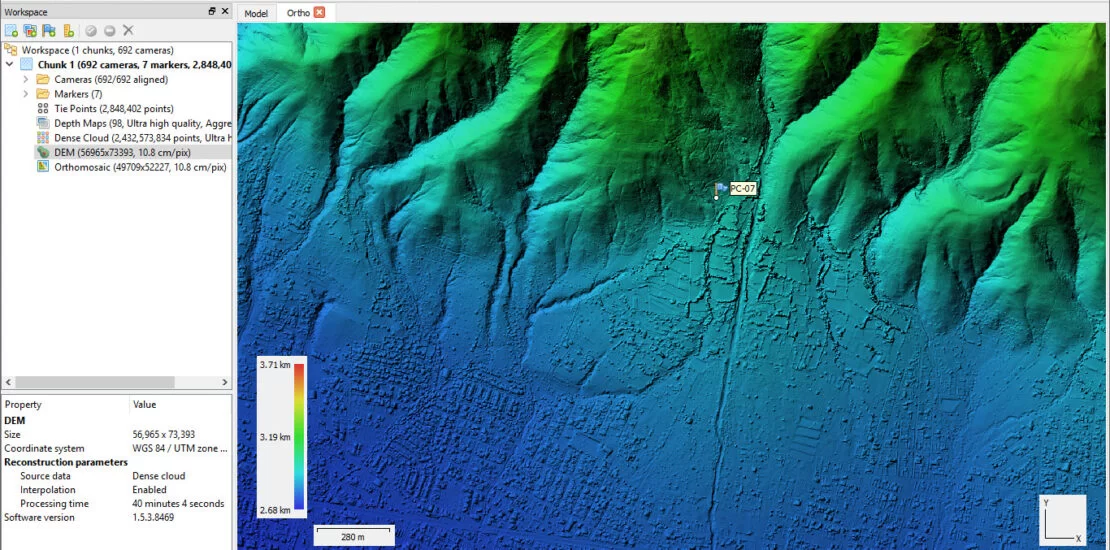 Workspace
Workspace (1 chunks, 692 cameras)
Chunk 1 (692 cameras, 7 markers, 2,848,40
Cameras (692/692 aligned)
Markers (7)
Tie Points (2,848,402 points)
Depth Maps (98, Ultra high quality, Aggre
Dense Cloud (2,432,573,834 points, Ultra h
DEM (56965x73393, 10.8 cm/pix)
Orthomosaic (49709x52227, 10.8 cm/pix)
Property Value
DEM
Size 56,965 x 73,393
Coordinate system WGS 84 / UTM zone ...
Reconstruction parameters
Source data Dense cloud
Interpolation Enabled
Processing time 40 minutes 4 seconds
Software version 1.5.3.8469
Model Ortho
PC-07
3.71 km
3.19 km
2.68 km
280 m
Y
X